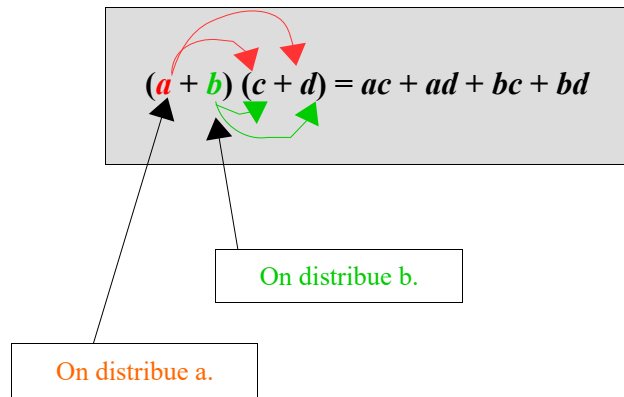 (a + b) (c + d) = ac + ad + bc + bd
On distribue b.
On distribue a.